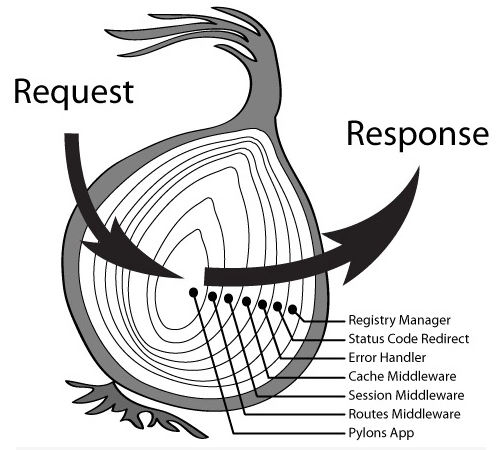 Request
Response
Registry Manager
Status Code Redirect
Error Handler
Cache Middleware
Session Middleware
Routes Middleware
Pylons App